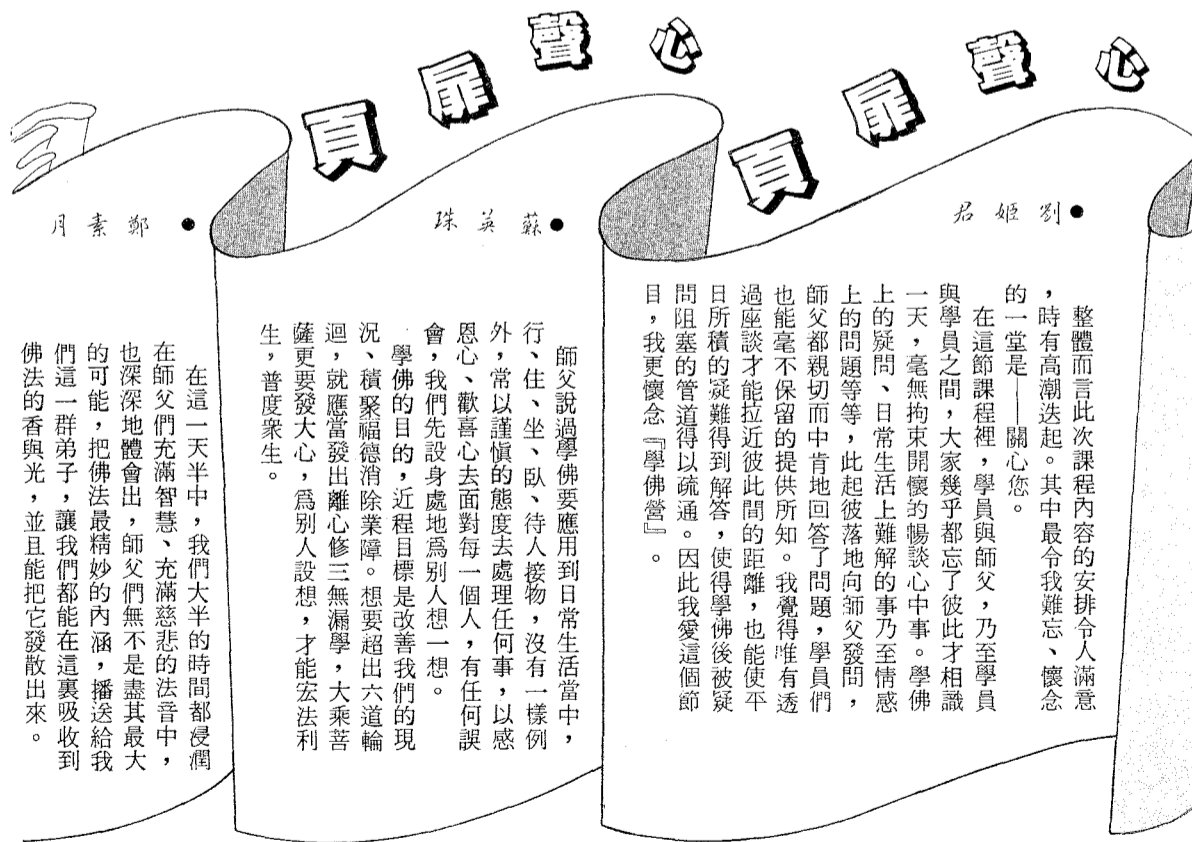 心聲扉頁
●劉姬君
整體而言此次課程內容的安排令人滿意
，時有高潮迭起。其中最令我難忘、懷念
的一堂是——關心您。
在這節課程裡，學員與師父，乃至學員
與學員之間，大家幾乎都忘了彼此才相識
一天，毫無拘束開懷的暢談心中事。學佛
上的疑問、日常生活上難解的事乃至情感
上的問題等等，此起彼落地向師父發問，
師父都親切而中肯地回答了問題，學員們
也能毫不保留的提供所知。我覺得唯有透
過座談才能拉近彼此間的距離，也能使平
日所積的疑難得到解答，使得學佛後被疑
問阻塞的管道得以疏通。因此我愛這個節
目，我更懷念『學佛營』。
心聲扉頁
●蘇英珠
師父說過學佛要應用到日常生活當中，
行、住、坐、臥、待人接物，沒有一樣例
外，常以謹慎的態度去處理任何事，以感
恩心、歡喜心去面對每一個人，有任何誤
會，我們先設身處地爲別人想一想。
學佛的目的，近程目標是改善我們的現
況、積聚福德消除業障。想要超出六道輪
迴，就應當發出離心修三無漏學，大乘菩
薩更要發大心，爲別人設想，才能宏法利
生，普度衆生。
●鄭素月
在這一天半中，我們大半的時間都浸潤
在師父們充滿智慧、充滿慈悲的法音中，
也深深地體會出，師父們無不是盡其最大
的可能，把佛法最精妙的內涵，播送給我
們這一群弟子，讓我們都能在這裏吸收到
佛法的香與光，並且能把它發散出來。